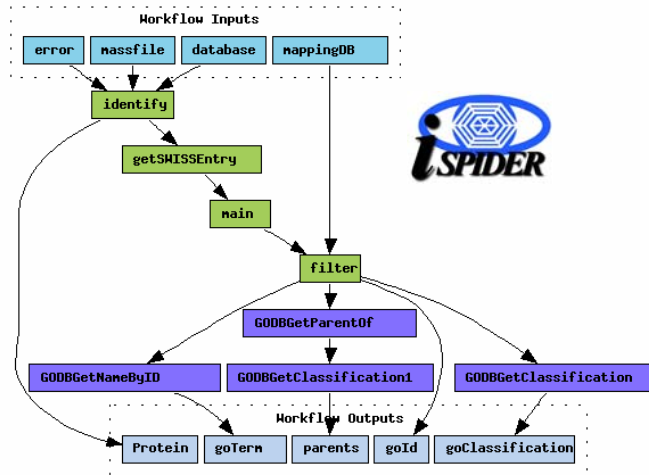 Workflow Inputs
error massfile database mappingDB
identify
getSWISSEntry
main
filter
iSPIDER
GODBGetParentOf
GODBGetNameByID GODBGetClassification1 GODBGetClassification
Workflow Outputs
Protein goTerm parents goId goClassification